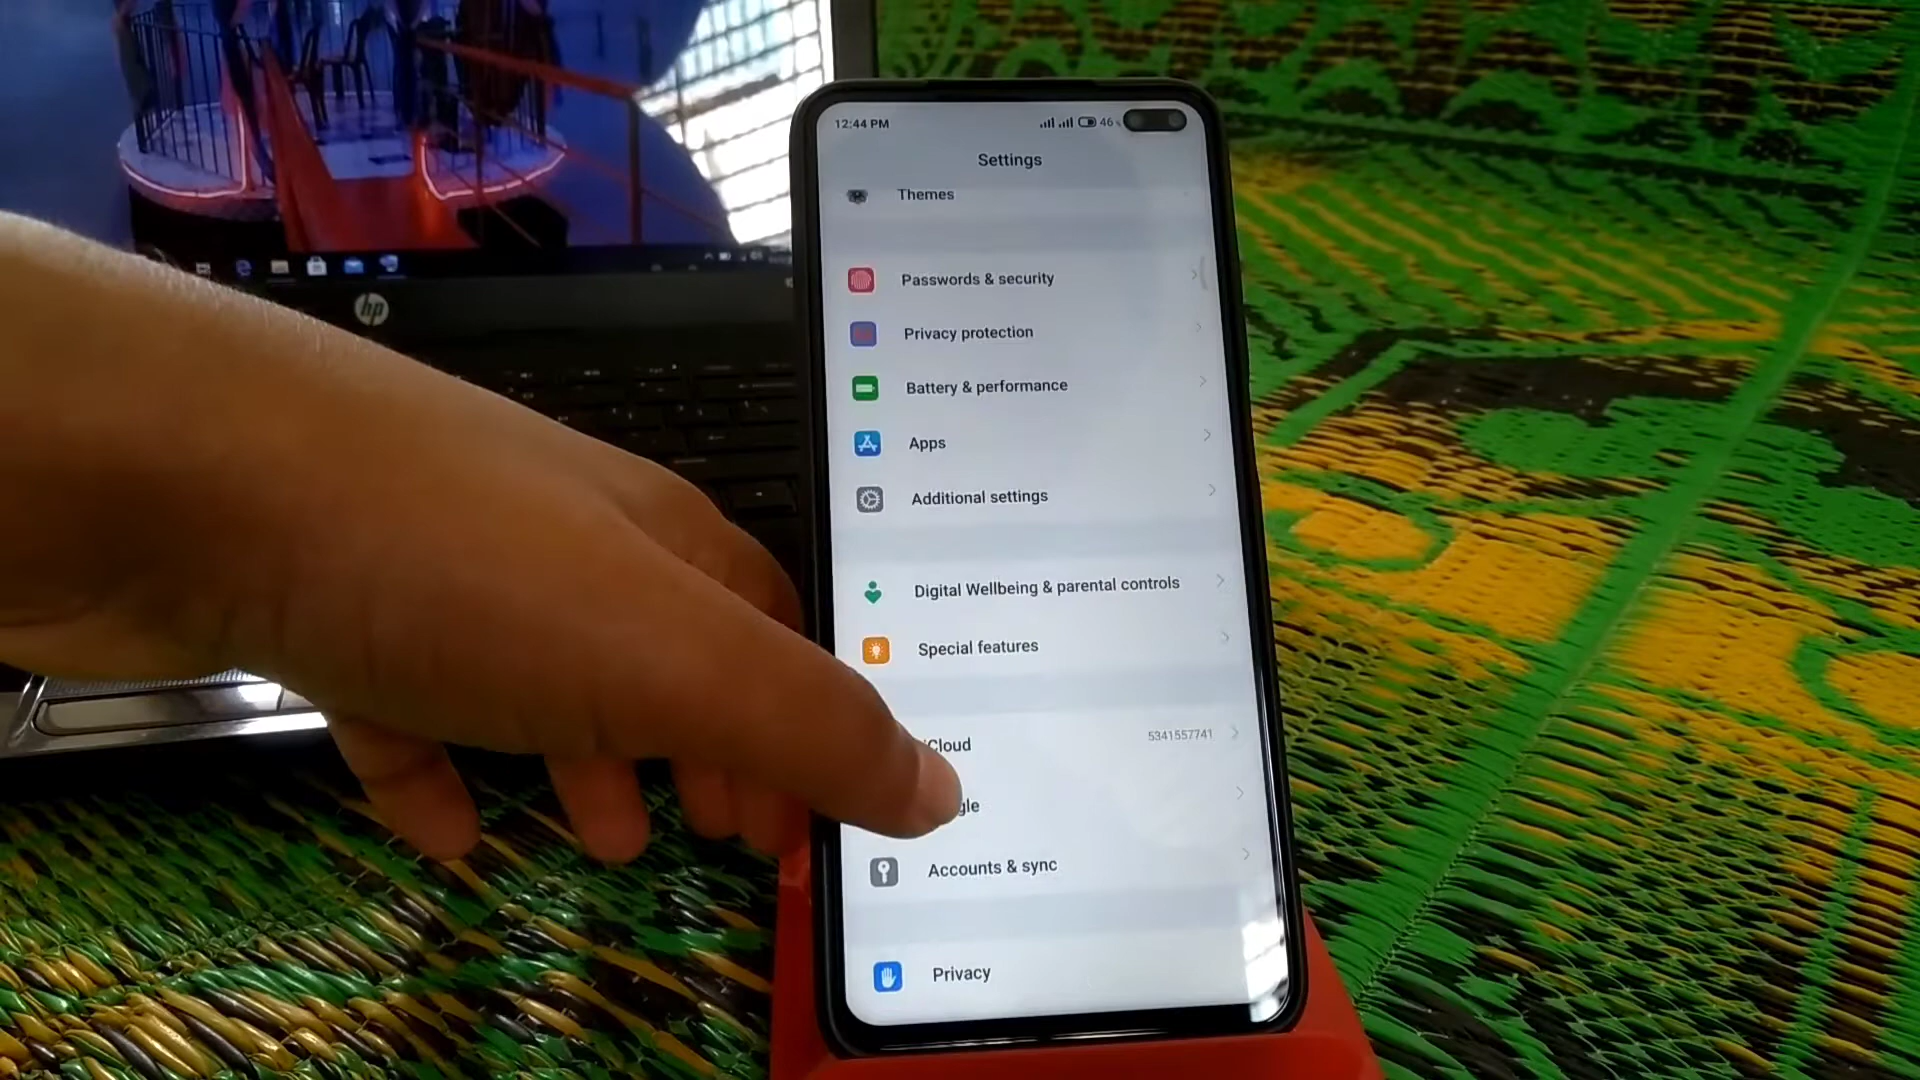 12:44 PM
46
Settings
Themes
Passwords & security
Privacy protection
Battery & performance
Apps
Additional settings
Digital Wellbeing & parental controls
Special features
Cloud 5341557741
gle
Accounts & sync
Privacy
hp